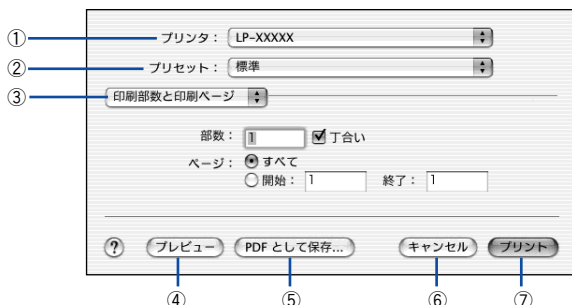 ① プリンタ： LP-XXXXX
② プリセット： 標準
③ 印刷部数と印刷ページ
部数： 1 丁合い
ページ： すべて
開始： 1 終了： 1
? プレビュー PDF として保存... キャンセル プリント
④ ⑤ ⑥ ⑦